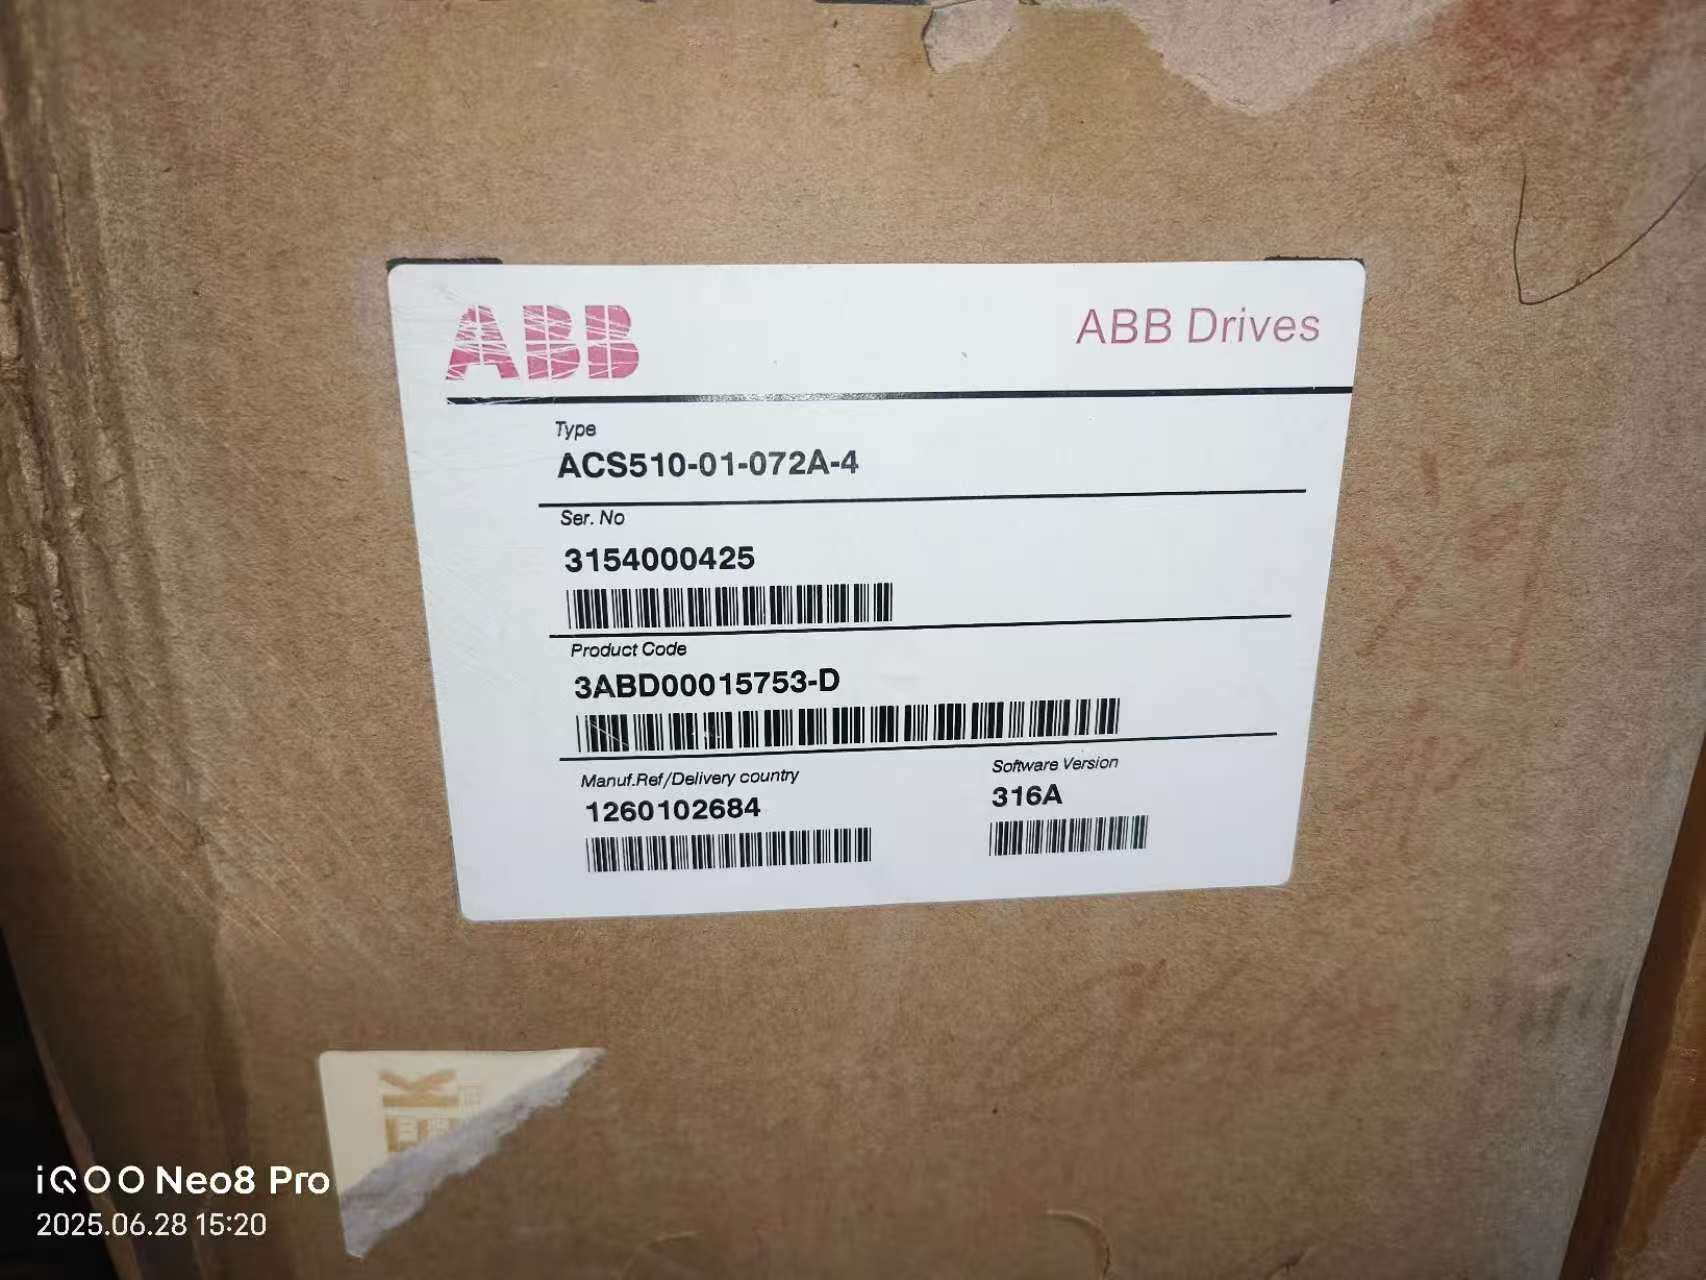 ABB
ABB Drives
Type
ACS510-01-072A-4
Ser. No
3154000425
Product Code
3ABD00015753-D
Manuf.Ref/Delivery country
1260102684
Software Version
316A
iQOO Neo8 Pro
2025.06.28 15:20